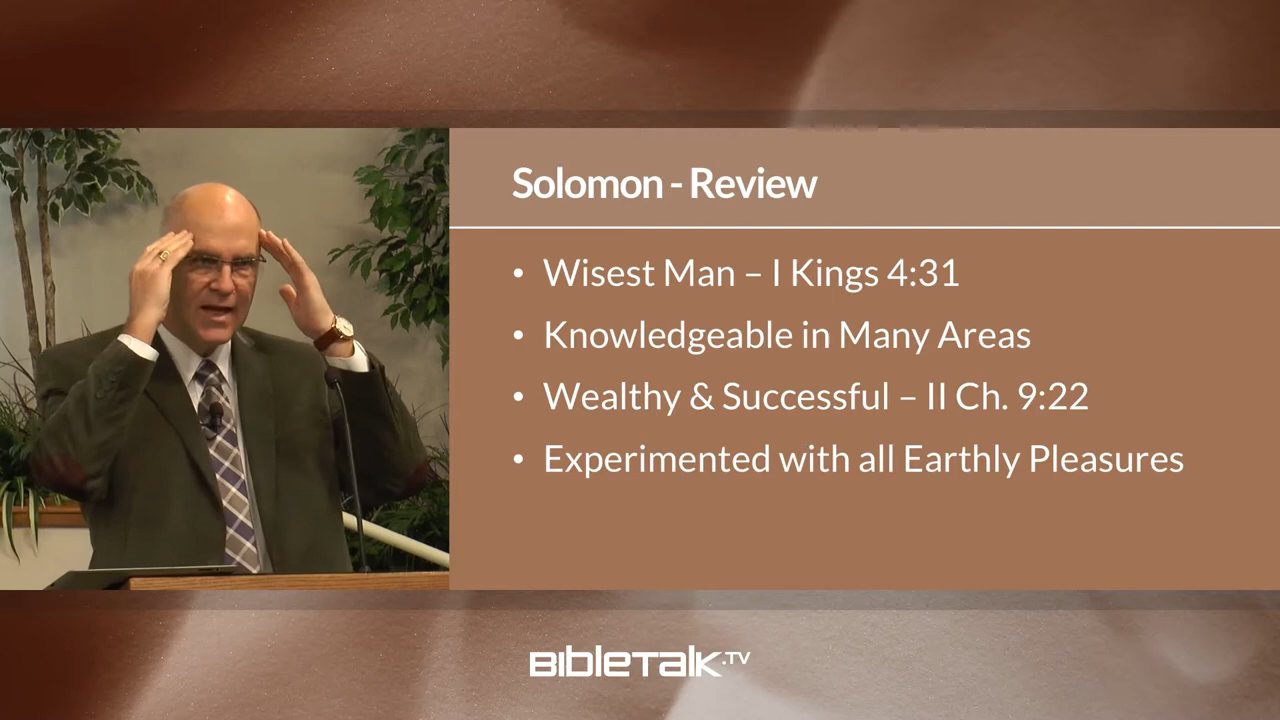 Solomon - Review
• Wisest Man – I Kings 4:31
• Knowledgeable in Many Areas
• Wealthy & Successful – II Ch. 9:22
• Experimented with all Earthly Pleasures
BIBLETALK.TV